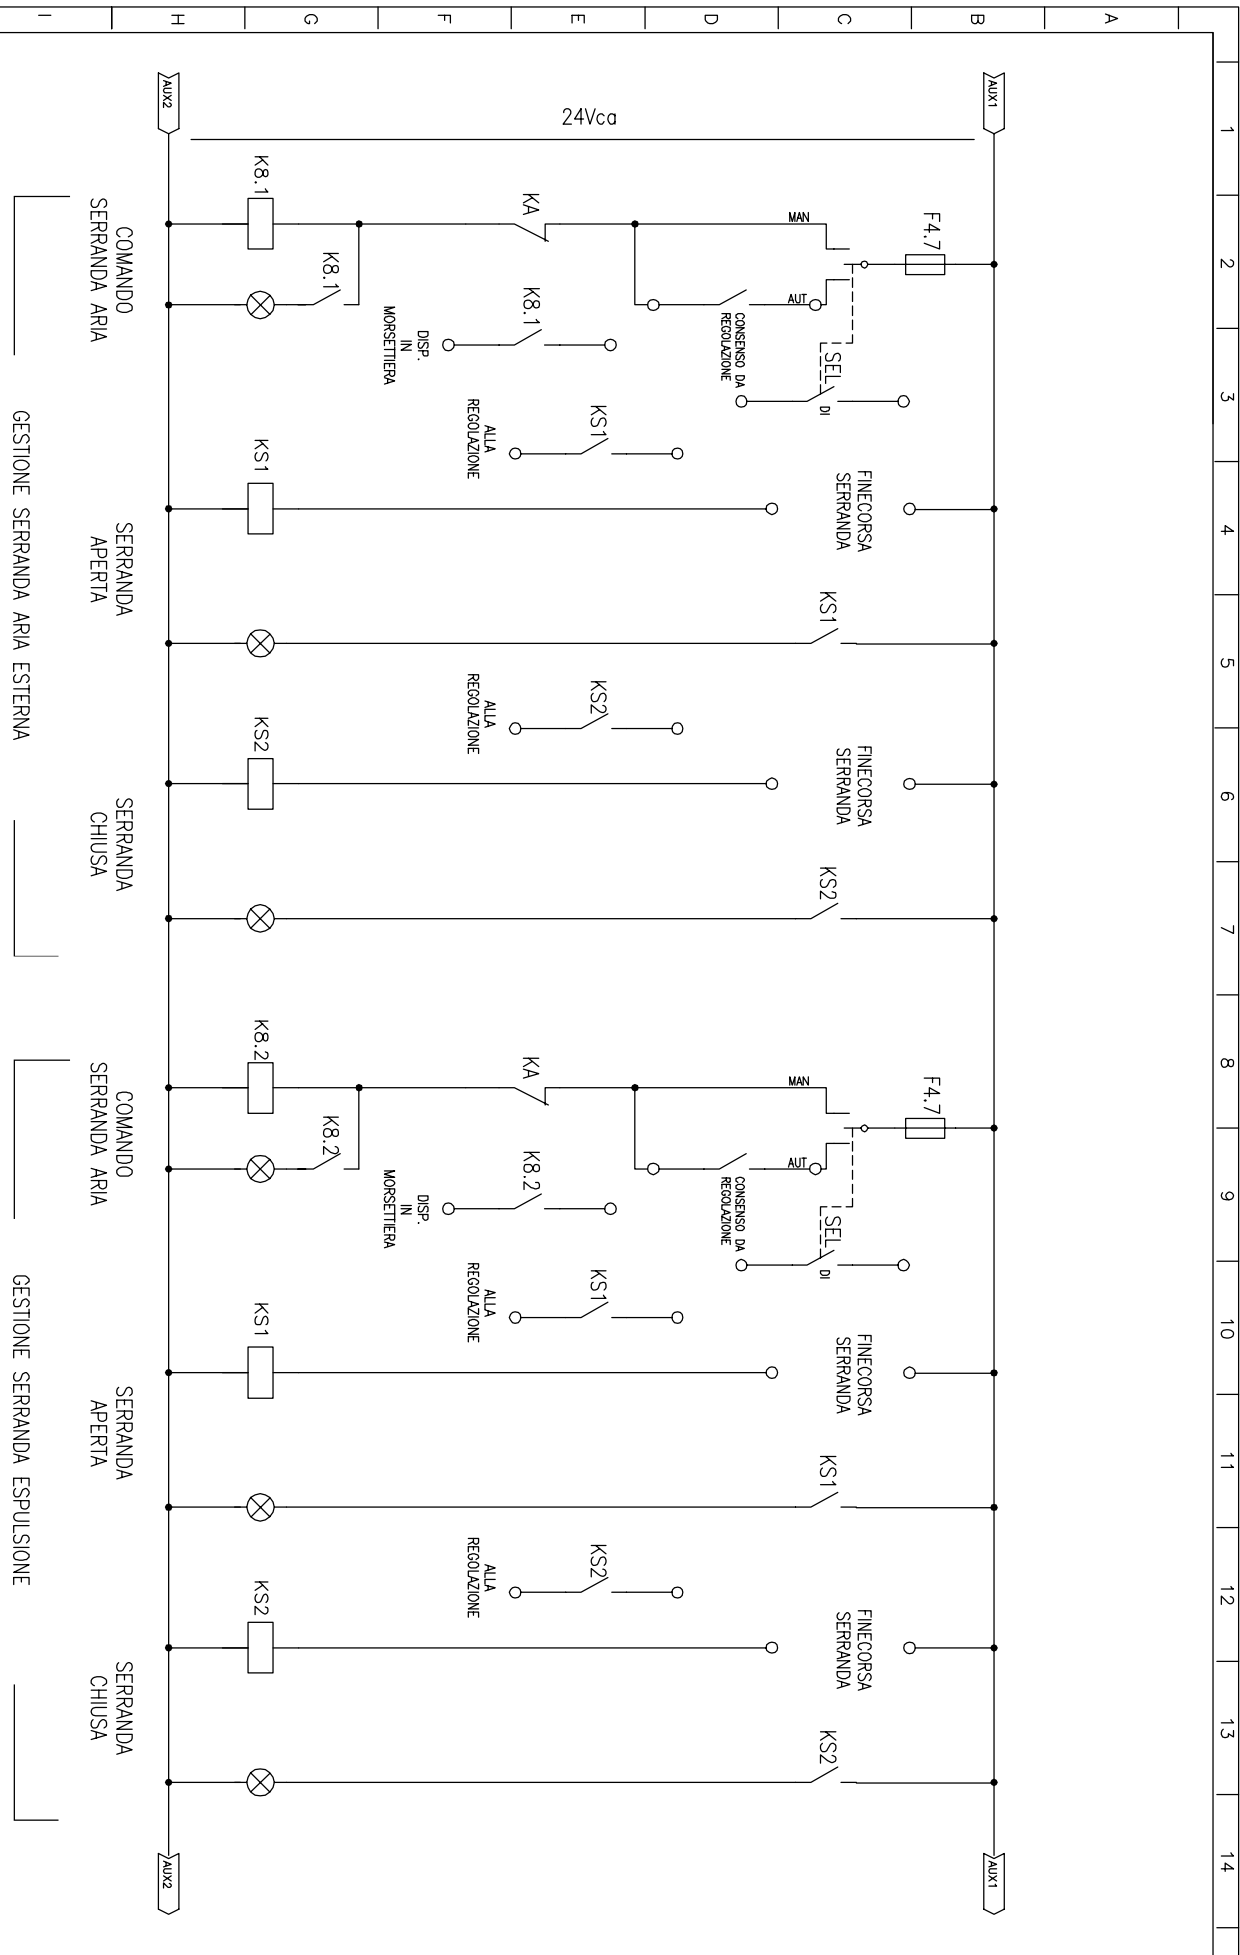 1
2
3
4
5
6
7
8
9
10
11
12
13
14
A
B
C
D
E
F
G
H
I
AUX1
AUX1
24Vca
AUX2
AUX2
F4.7
MAN
AUT
SEL
DI
CONSENSO DA
REGOLAZIONE
KA
K8.1
DISP.
IN
MORSETTIERA
K8.1
K8.1
COMANDO
SERRANDA ARIA
KS1
ALLA
REGOLAZIONE
FINECORSA
SERRANDA
KS1
KS1
SERRANDA
APERTA
KS2
ALLA
REGOLAZIONE
FINECORSA
SERRANDA
KS2
KS2
SERRANDA
CHIUSA
GESTIONE SERRANDA ARIA ESTERNA
F4.7
MAN
AUT
SEL
DI
CONSENSO DA
REGOLAZIONE
KA
K8.2
DISP.
IN
MORSETTIERA
K8.2
K8.2
COMANDO
SERRANDA ARIA
KS1
ALLA
REGOLAZIONE
FINECORSA
SERRANDA
KS1
KS1
SERRANDA
APERTA
KS2
ALLA
REGOLAZIONE
FINECORSA
SERRANDA
KS2
KS2
SERRANDA
CHIUSA
GESTIONE SERRANDA ESPULSIONE